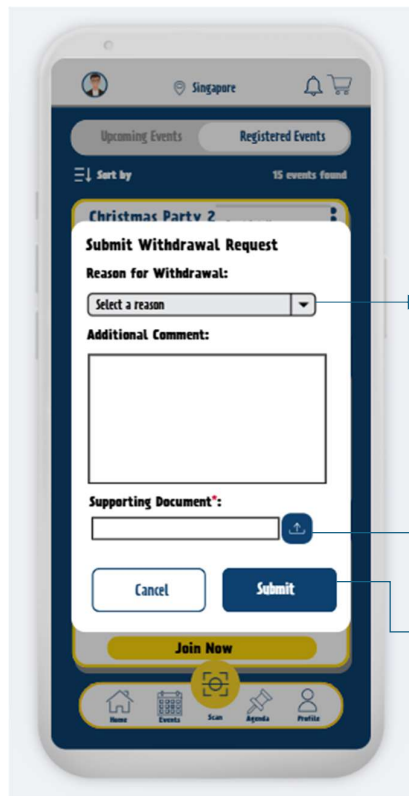 Singapore
Upcoming Events Registered Events
Sort by 15 events found
Christmas Party 2
Submit Withdrawal Request
Reason for Withdrawal:
Select a reason
Additional Comment:
Supporting Document*:
Cancel Submit
Join Now
Home Events Scan Agenda Profile